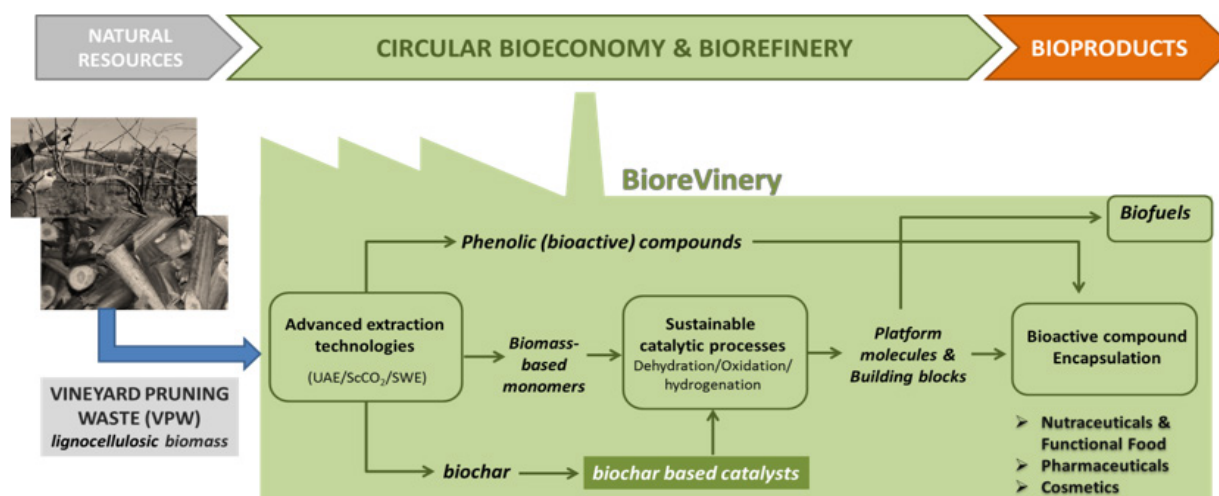 NATURAL
RESOURCES
CIRCULAR BIOECONOMY & BIOREFINERY
BIOPRODUCTS
BioreVinery
Biofuels
Phenolic (bioactive) compounds
Advanced extraction
technologies
(UAE/ScCO₂/SWE)
Biomass-
based
monomers
Sustainable
catalytic processes
Dehydration/Oxidation/
hydrogenation
Platform
molecules &
Building blocks
Bioactive compound
Encapsulation
VINEYARD PRUNING
WASTE (VPW)
lignocellulosic biomass
biochar
biochar based catalysts
➢ Nutraceuticals &
Functional Food
➢ Pharmaceuticals
➢ Cosmetics